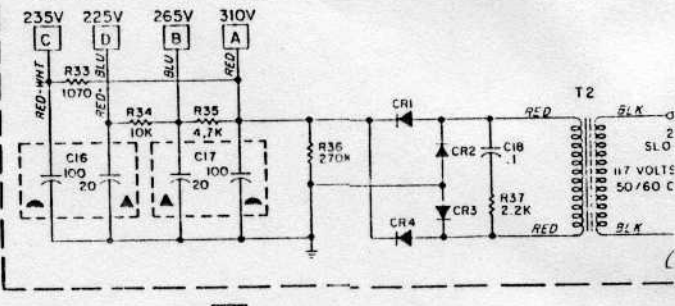 235V 225V 265V 310V
C D B A
RED-WHT
RED-BLU
BLU
RED
R33
1070
R34
10K
R35
4.7K
C16
100
20
C17
20
100
R36
270K
CR1
CR2
CR3
CR4
C18
.1
R37
2.2K
RED
RED
T2
BLK
BLK
2
SLO
117 VOLTS
50/60 C